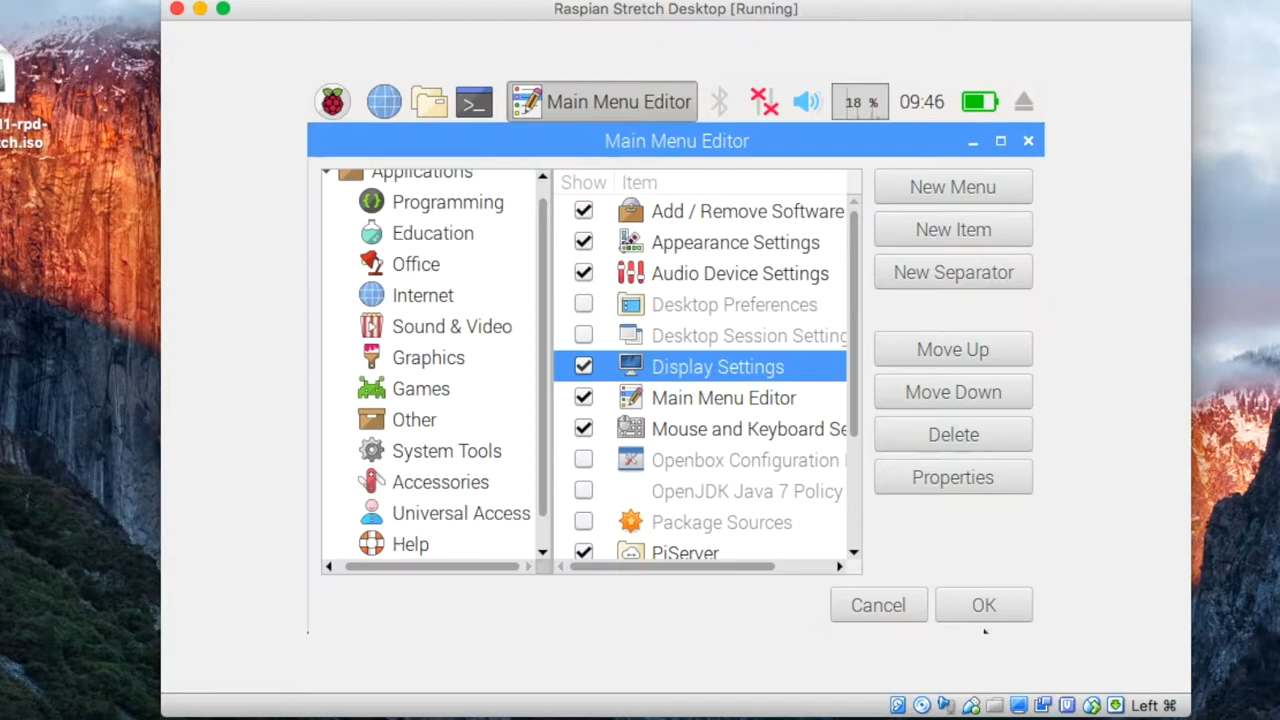 Raspian Stretch Desktop [Running]
Main Menu Editor
18 %
09:46
Main Menu Editor
11-rpd-
tch.iso
Applications
Programming
Education
Office
Internet
Sound & Video
Graphics
Games
Other
System Tools
Accessories
Universal Access
Help
Show Item
Add / Remove Software
Appearance Settings
Audio Device Settings
Desktop Preferences
Desktop Session Setting
Display Settings
Main Menu Editor
Mouse and Keyboard Se
Openbox Configuration
OpenJDK Java 7 Policy
Package Sources
PiServer
New Menu
New Item
New Separator
Move Up
Move Down
Delete
Properties
Cancel
OK
Left ⌘